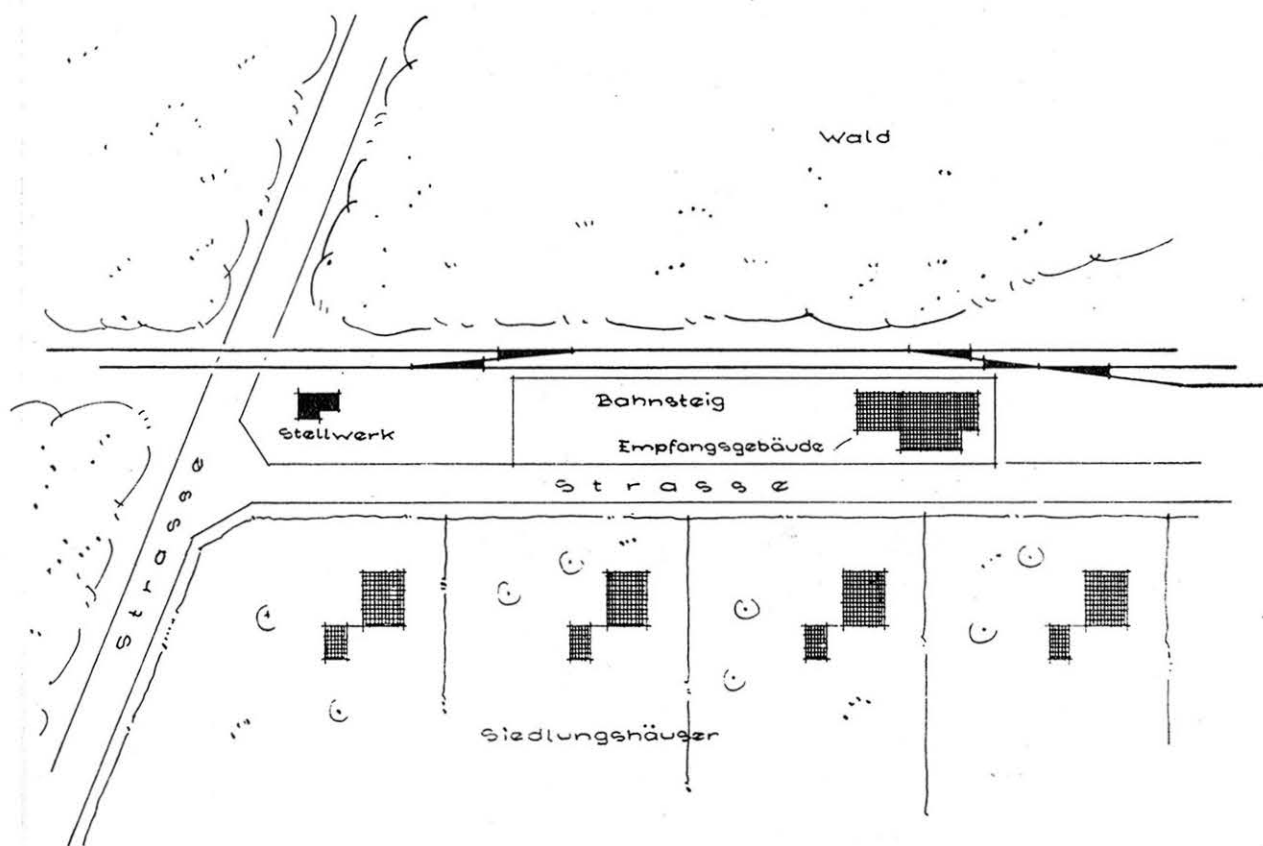 Wald
Bahnsteig
Stellwerk
Empfangsgebäude
Strasse
Strasse
Siedlungshäuser